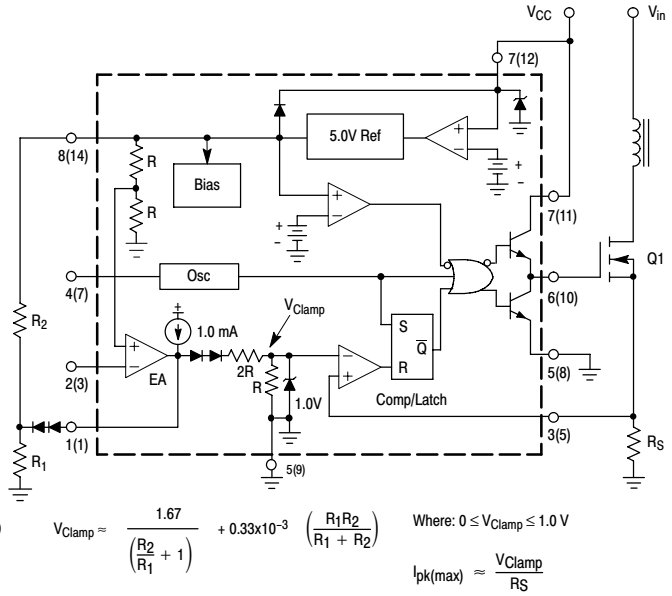 VCC
Vin
7(12)
5.0V Ref
+
−
+
−
8(14)
R
Bias
R
+
−
+
−
7(11)
Q1
4(7)
Osc
6(10)
VClamp
R2
+
1.0 mA
S
Q̅
R
+
−
EA
2R
R
1.0V
−
+
Comp/Latch
5(8)
2(3)
1(1)
3(5)
R1
5(9)
RS
) VClamp ≈ 1.67 / (R2/R1 + 1) + 0.33x10−3 (R1R2 / R1 + R2) Where: 0 ≤ VClamp ≤ 1.0 V
Ipk(max) ≈ VClamp / RS